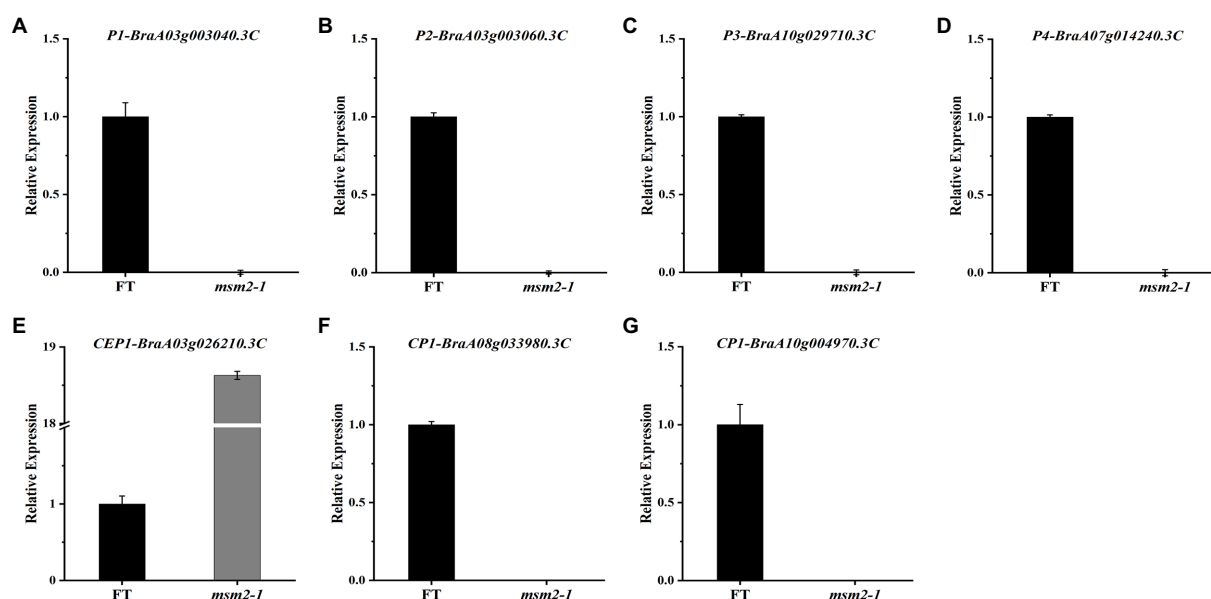 A
P1-BraA03g003040.3C
Relative Expression
1.5
1.0
0.5
0.0
FT
msm2-1
B
P2-BraA03g003060.3C
Relative Expression
1.5
1.0
0.5
0.0
FT
msm2-1
C
P3-BraA10g029710.3C
Relative Expression
1.5
1.0
0.5
0.0
FT
msm2-1
D
P4-BraA07g014240.3C
Relative Expression
1.5
1.0
0.5
0.0
FT
msm2-1
E
CEP1-BraA03g026210.3C
Relative Expression
19
18
1
0
FT
msm2-1
F
CP1-BraA08g033980.3C
Relative Expression
1.5
1.0
0.5
0.0
FT
msm2-1
G
CP1-BraA10g004970.3C
Relative Expression
1.5
1.0
0.5
0.0
FT
msm2-1